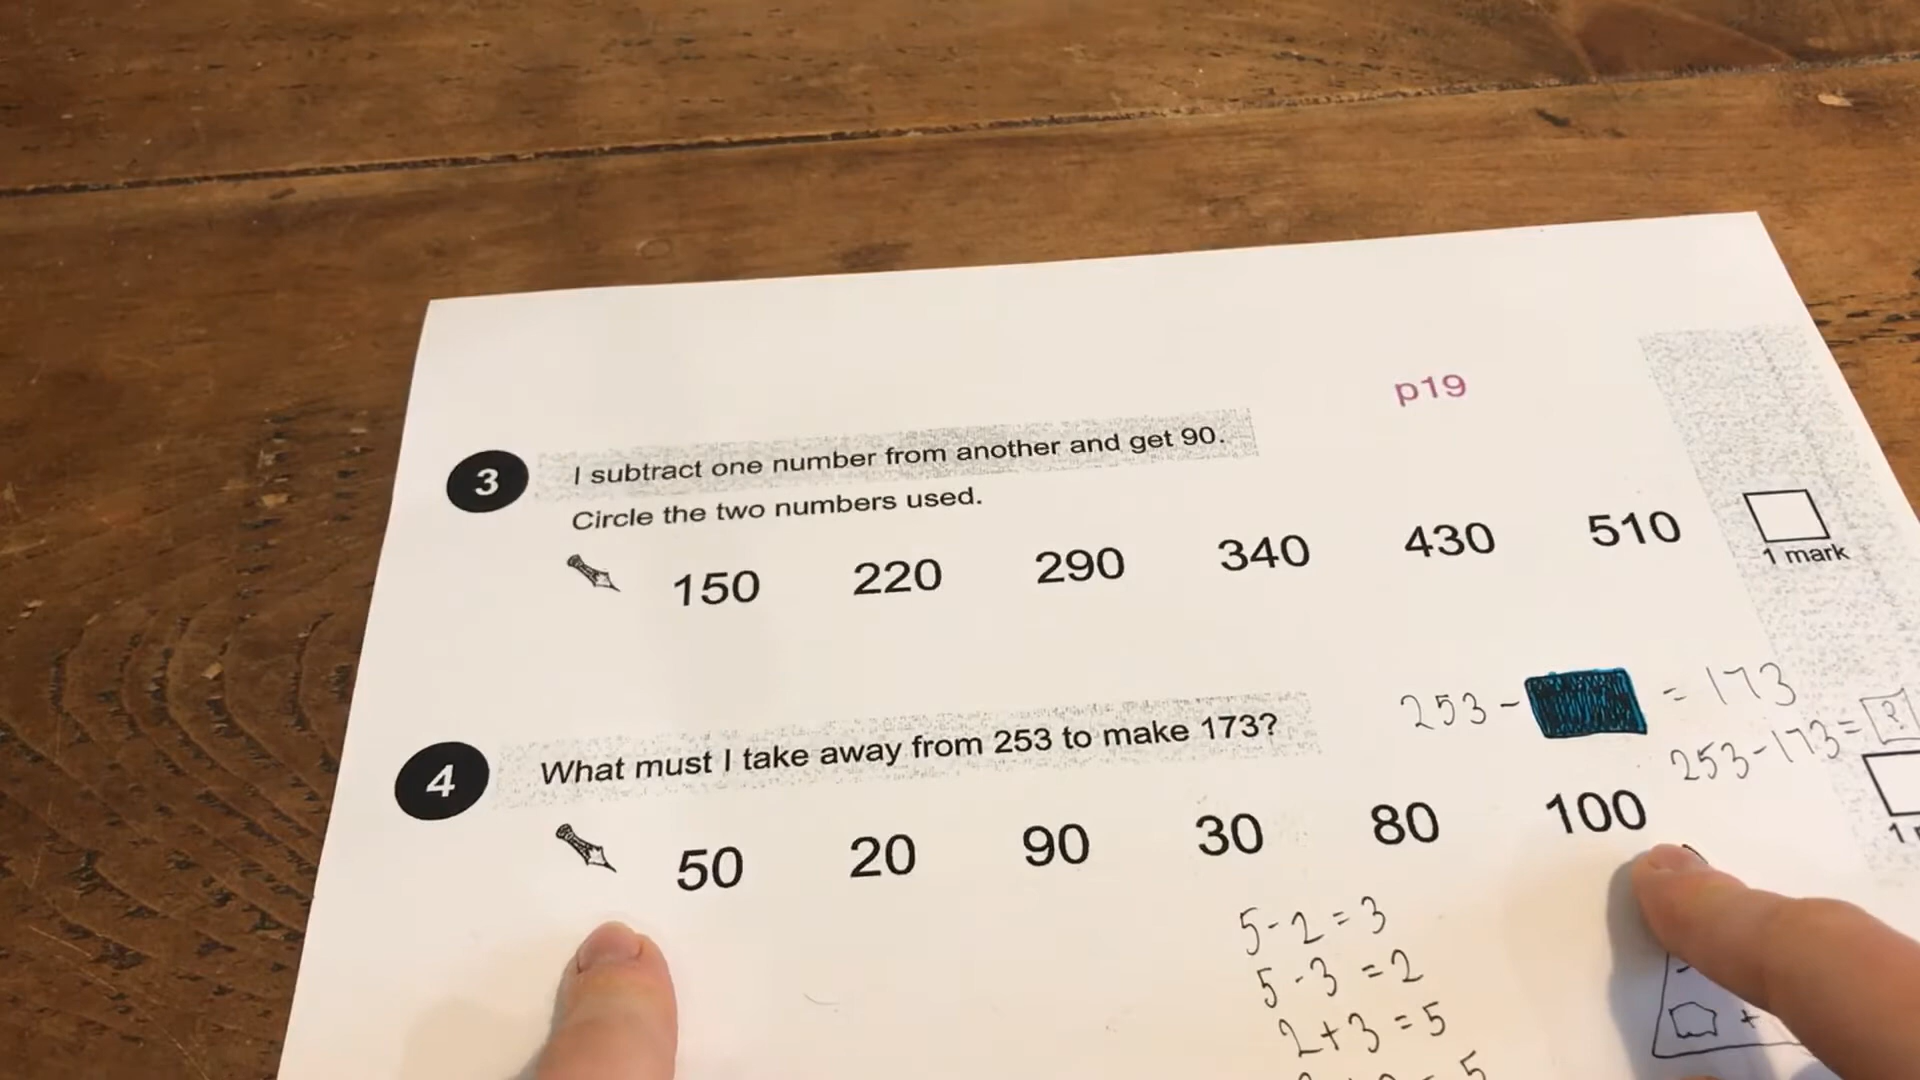 p19
3 I subtract one number from another and get 90.
Circle the two numbers used.
150 220 290 340 430 510
1 mark
253 - = 173
4 What must I take away from 253 to make 173?
253-173= ?
50 20 90 30 80 100
5-2=3
5-3=2
2+3=5